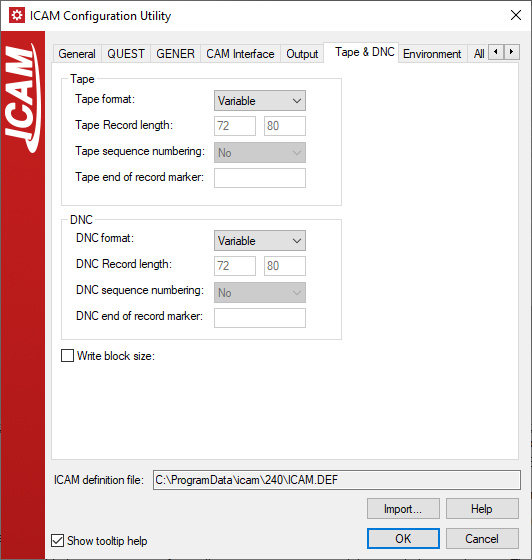 ICAM Configuration Utility
ICAM
General QUEST GENER CAM Interface Output Tape & DNC Environment All
Tape
Tape format: Variable
Tape Record length: 72 80
Tape sequence numbering: No
Tape end of record marker:
DNC
DNC format: Variable
DNC Record length: 72 80
DNC sequence numbering: No
DNC end of record marker:
Write block size:
ICAM definition file: C:\ProgramData\icam\240\ICAM.DEF
Import... Help
Show tooltip help OK Cancel